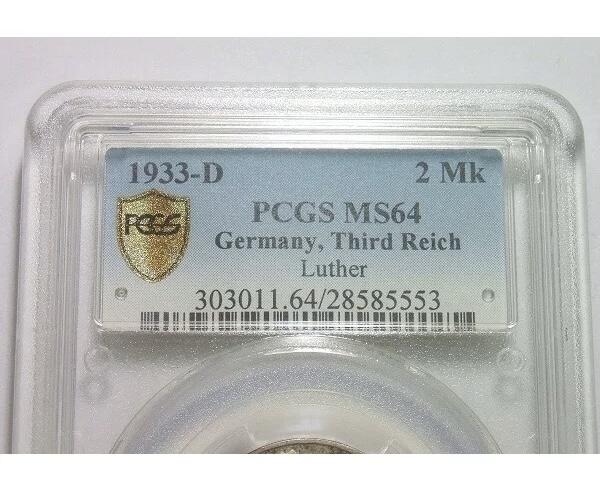 1933-D 2 Mk
PCGS PCGS MS64
Germany, Third Reich
Luther
303011.64/28585553